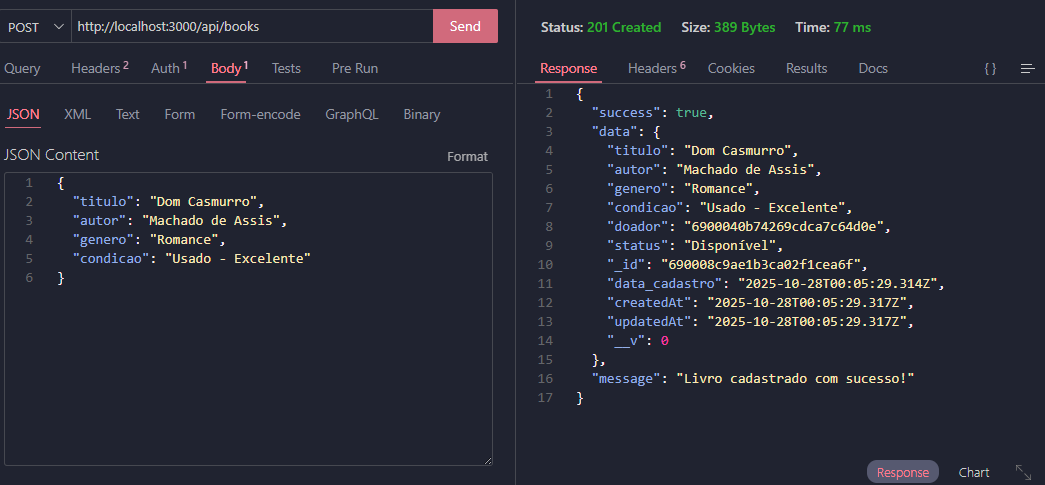 POST http://localhost:3000/api/books Send
Query Headers 2 Auth 1 Body 1 Tests Pre Run
JSON XML Text Form Form-encode GraphQL Binary
JSON Content Format
1 {
2 "titulo": "Dom Casmurro",
3 "autor": "Machado de Assis",
4 "genero": "Romance",
5 "condicao": "Usado - Excelente"
6 }
Status: 201 Created Size: 389 Bytes Time: 77 ms
Response Headers 6 Cookies Results Docs { }
1 {
2 "success": true,
3 "data": {
4 "titulo": "Dom Casmurro",
5 "autor": "Machado de Assis",
6 "genero": "Romance",
7 "condicao": "Usado - Excelente",
8 "doador": "6900040b74269cdca7c64d0e",
9 "status": "Disponível",
10 "_id": "690008c9ae1b3ca02f1cea6f",
11 "data_cadastro": "2025-10-28T00:05:29.314Z",
12 "createdAt": "2025-10-28T00:05:29.317Z",
13 "updatedAt": "2025-10-28T00:05:29.317Z",
14 "__v": 0
15 },
16 "message": "Livro cadastrado com sucesso!"
17 }
Response Chart